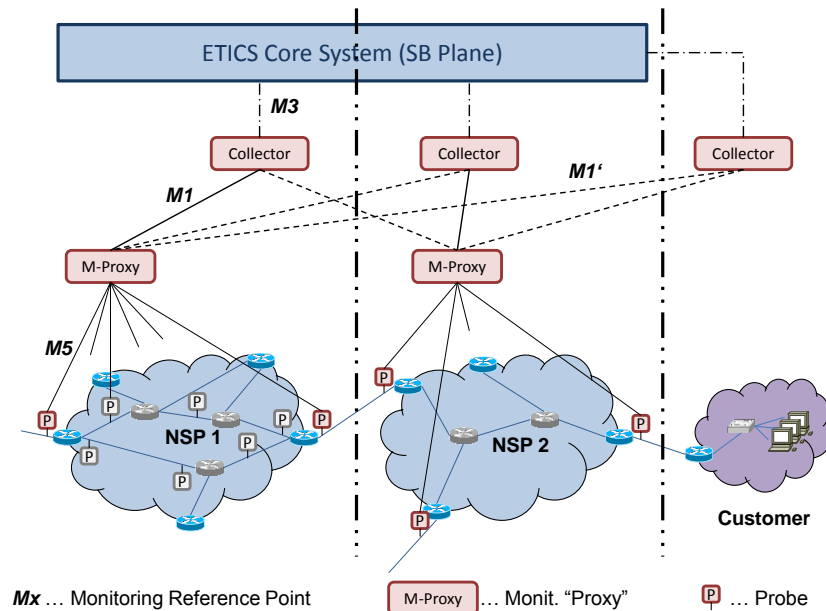 ETICS Core System (SB Plane)
M3
Collector
Collector
Collector
M1
M1‘
M-Proxy
M-Proxy
M5
P
P
P
P
P
P
P
P
P
P
P
NSP 1
NSP 2
Customer
Mx ... Monitoring Reference Point
M-Proxy ... Monit. “Proxy”
P ... Probe